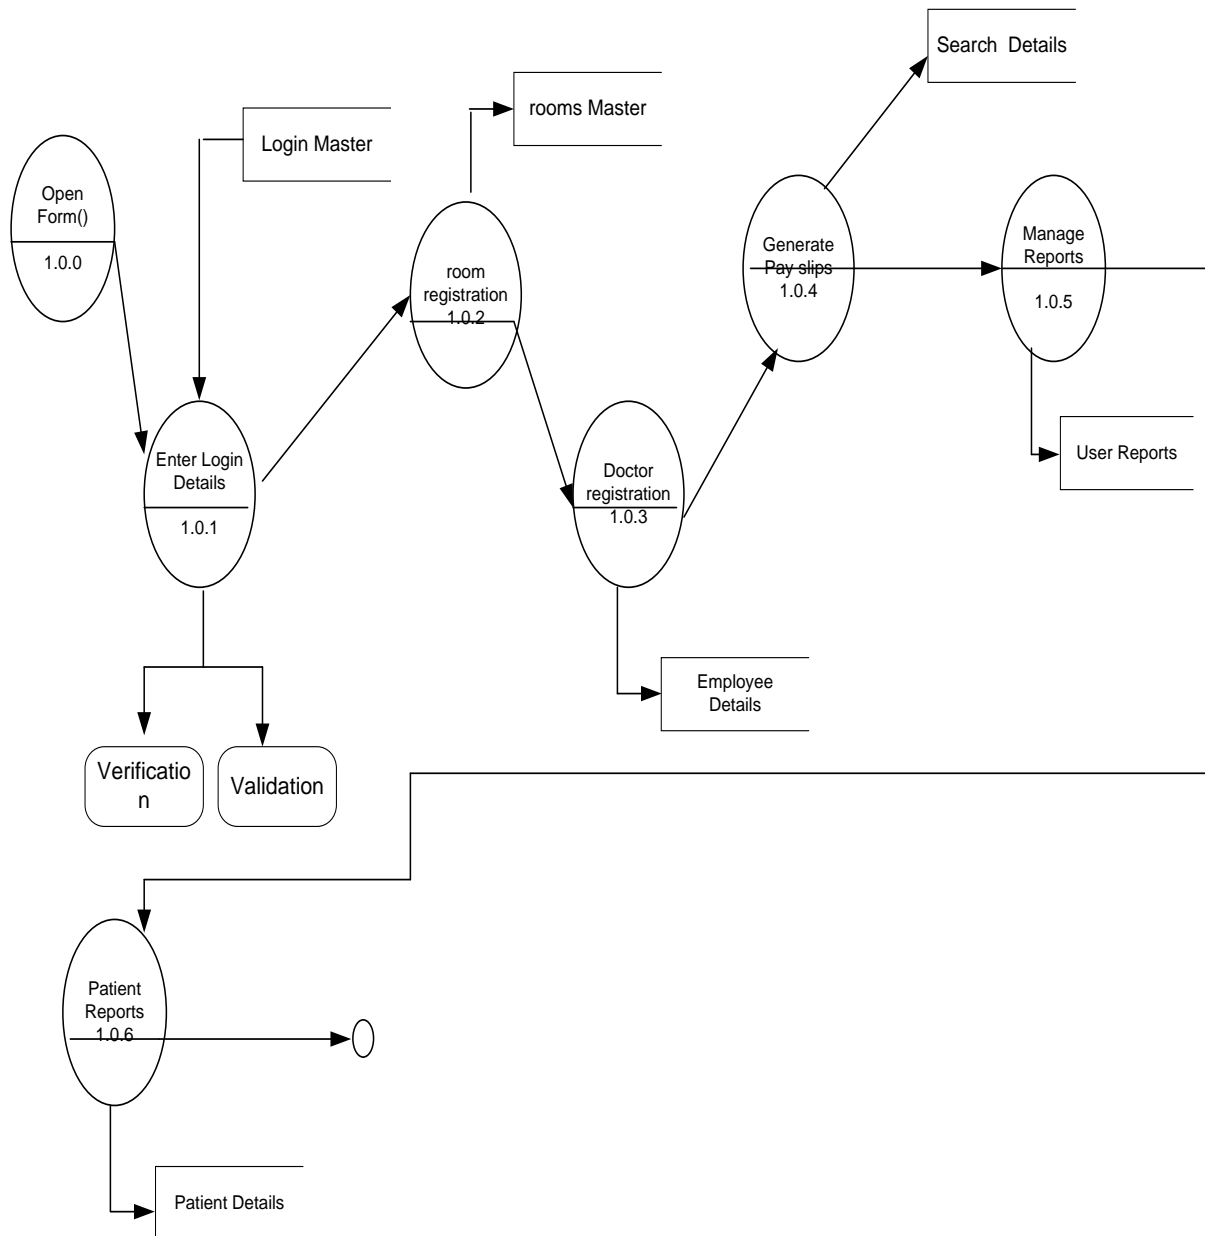 Search  Details
rooms Master
Login Master
Open
Form()
1.0.0
room
registration
1.0.2
Generate
Pay slips
1.0.4
Manage
Reports
1.0.5
Enter Login
Details
1.0.1
Doctor
registration
1.0.3
User Reports
Employee
Details
Verificatio
n
Validation
Patient
Reports
1.0.6
Patient Details